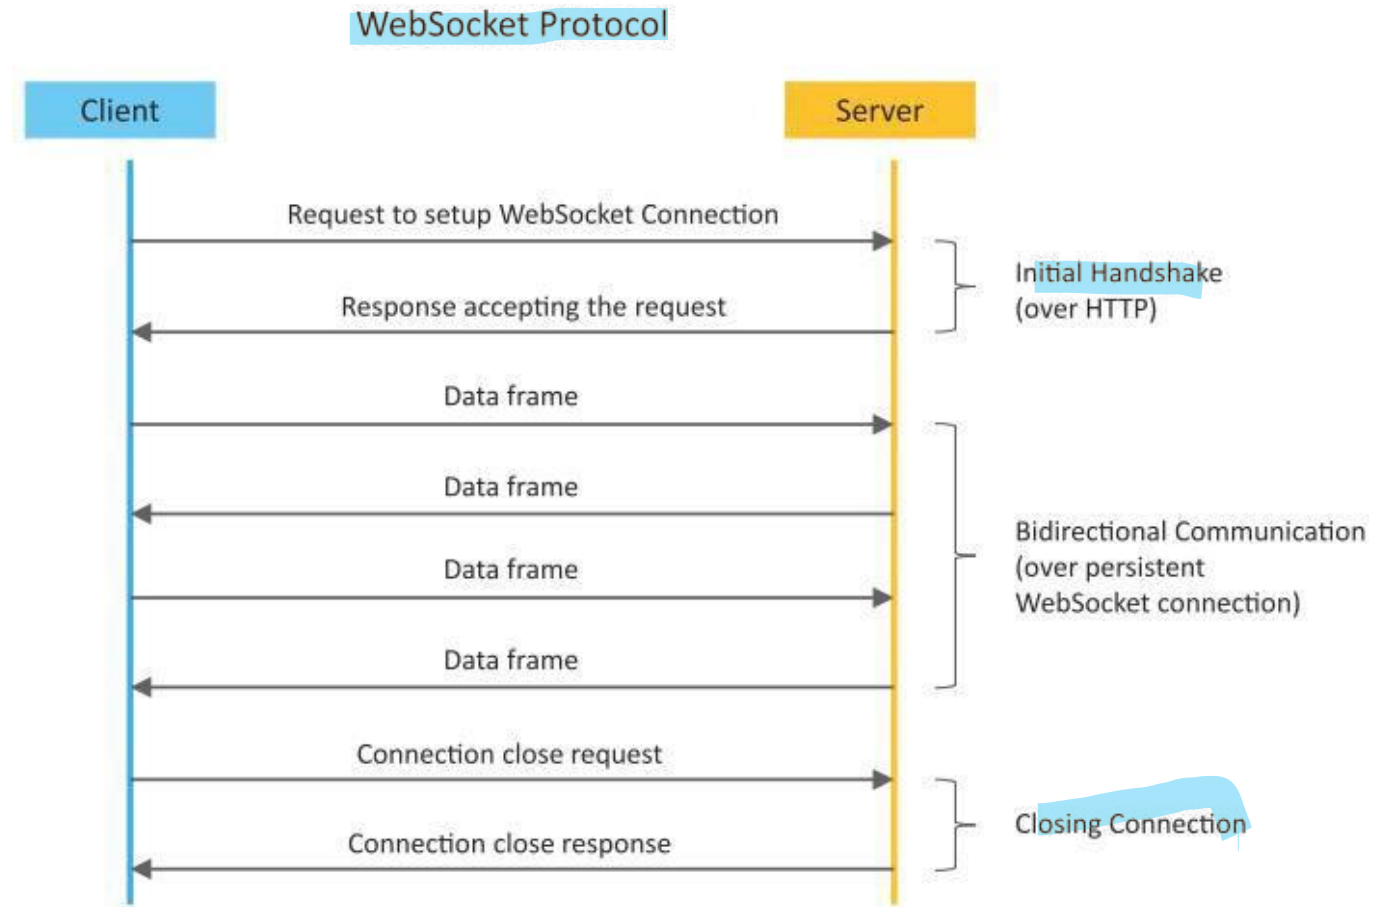 WebSocket Protocol
Client
Server
Request to setup WebSocket Connection
Response accepting the request
Initial Handshake
(over HTTP)
Data frame
Data frame
Data frame
Data frame
Bidirectional Communication
(over persistent
WebSocket connection)
Connection close request
Connection close response
Closing Connection